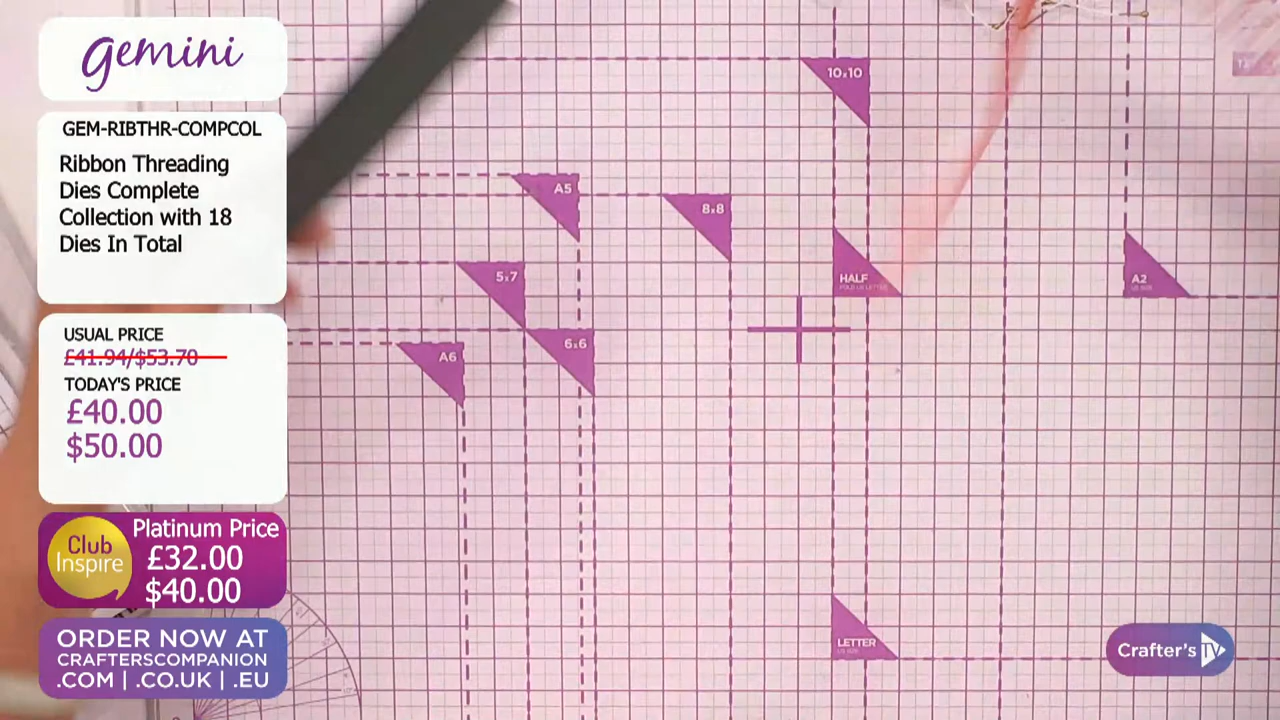 gemini
GEM-RIBTHR-COMPCOL
Ribbon Threading
Dies Complete
Collection with 18
Dies In Total
USUAL PRICE
£41.94/$53.70
TODAY'S PRICE
£40.00
$50.00
Club
Inspire
Platinum Price
£32.00
$40.00
ORDER NOW AT
CRAFTERSCOMPANION
.COM | .CO.UK | .EU
10x10
A5
8x8
5x7
HALF
A2
6x6
A6
LETTER
Crafter's TV